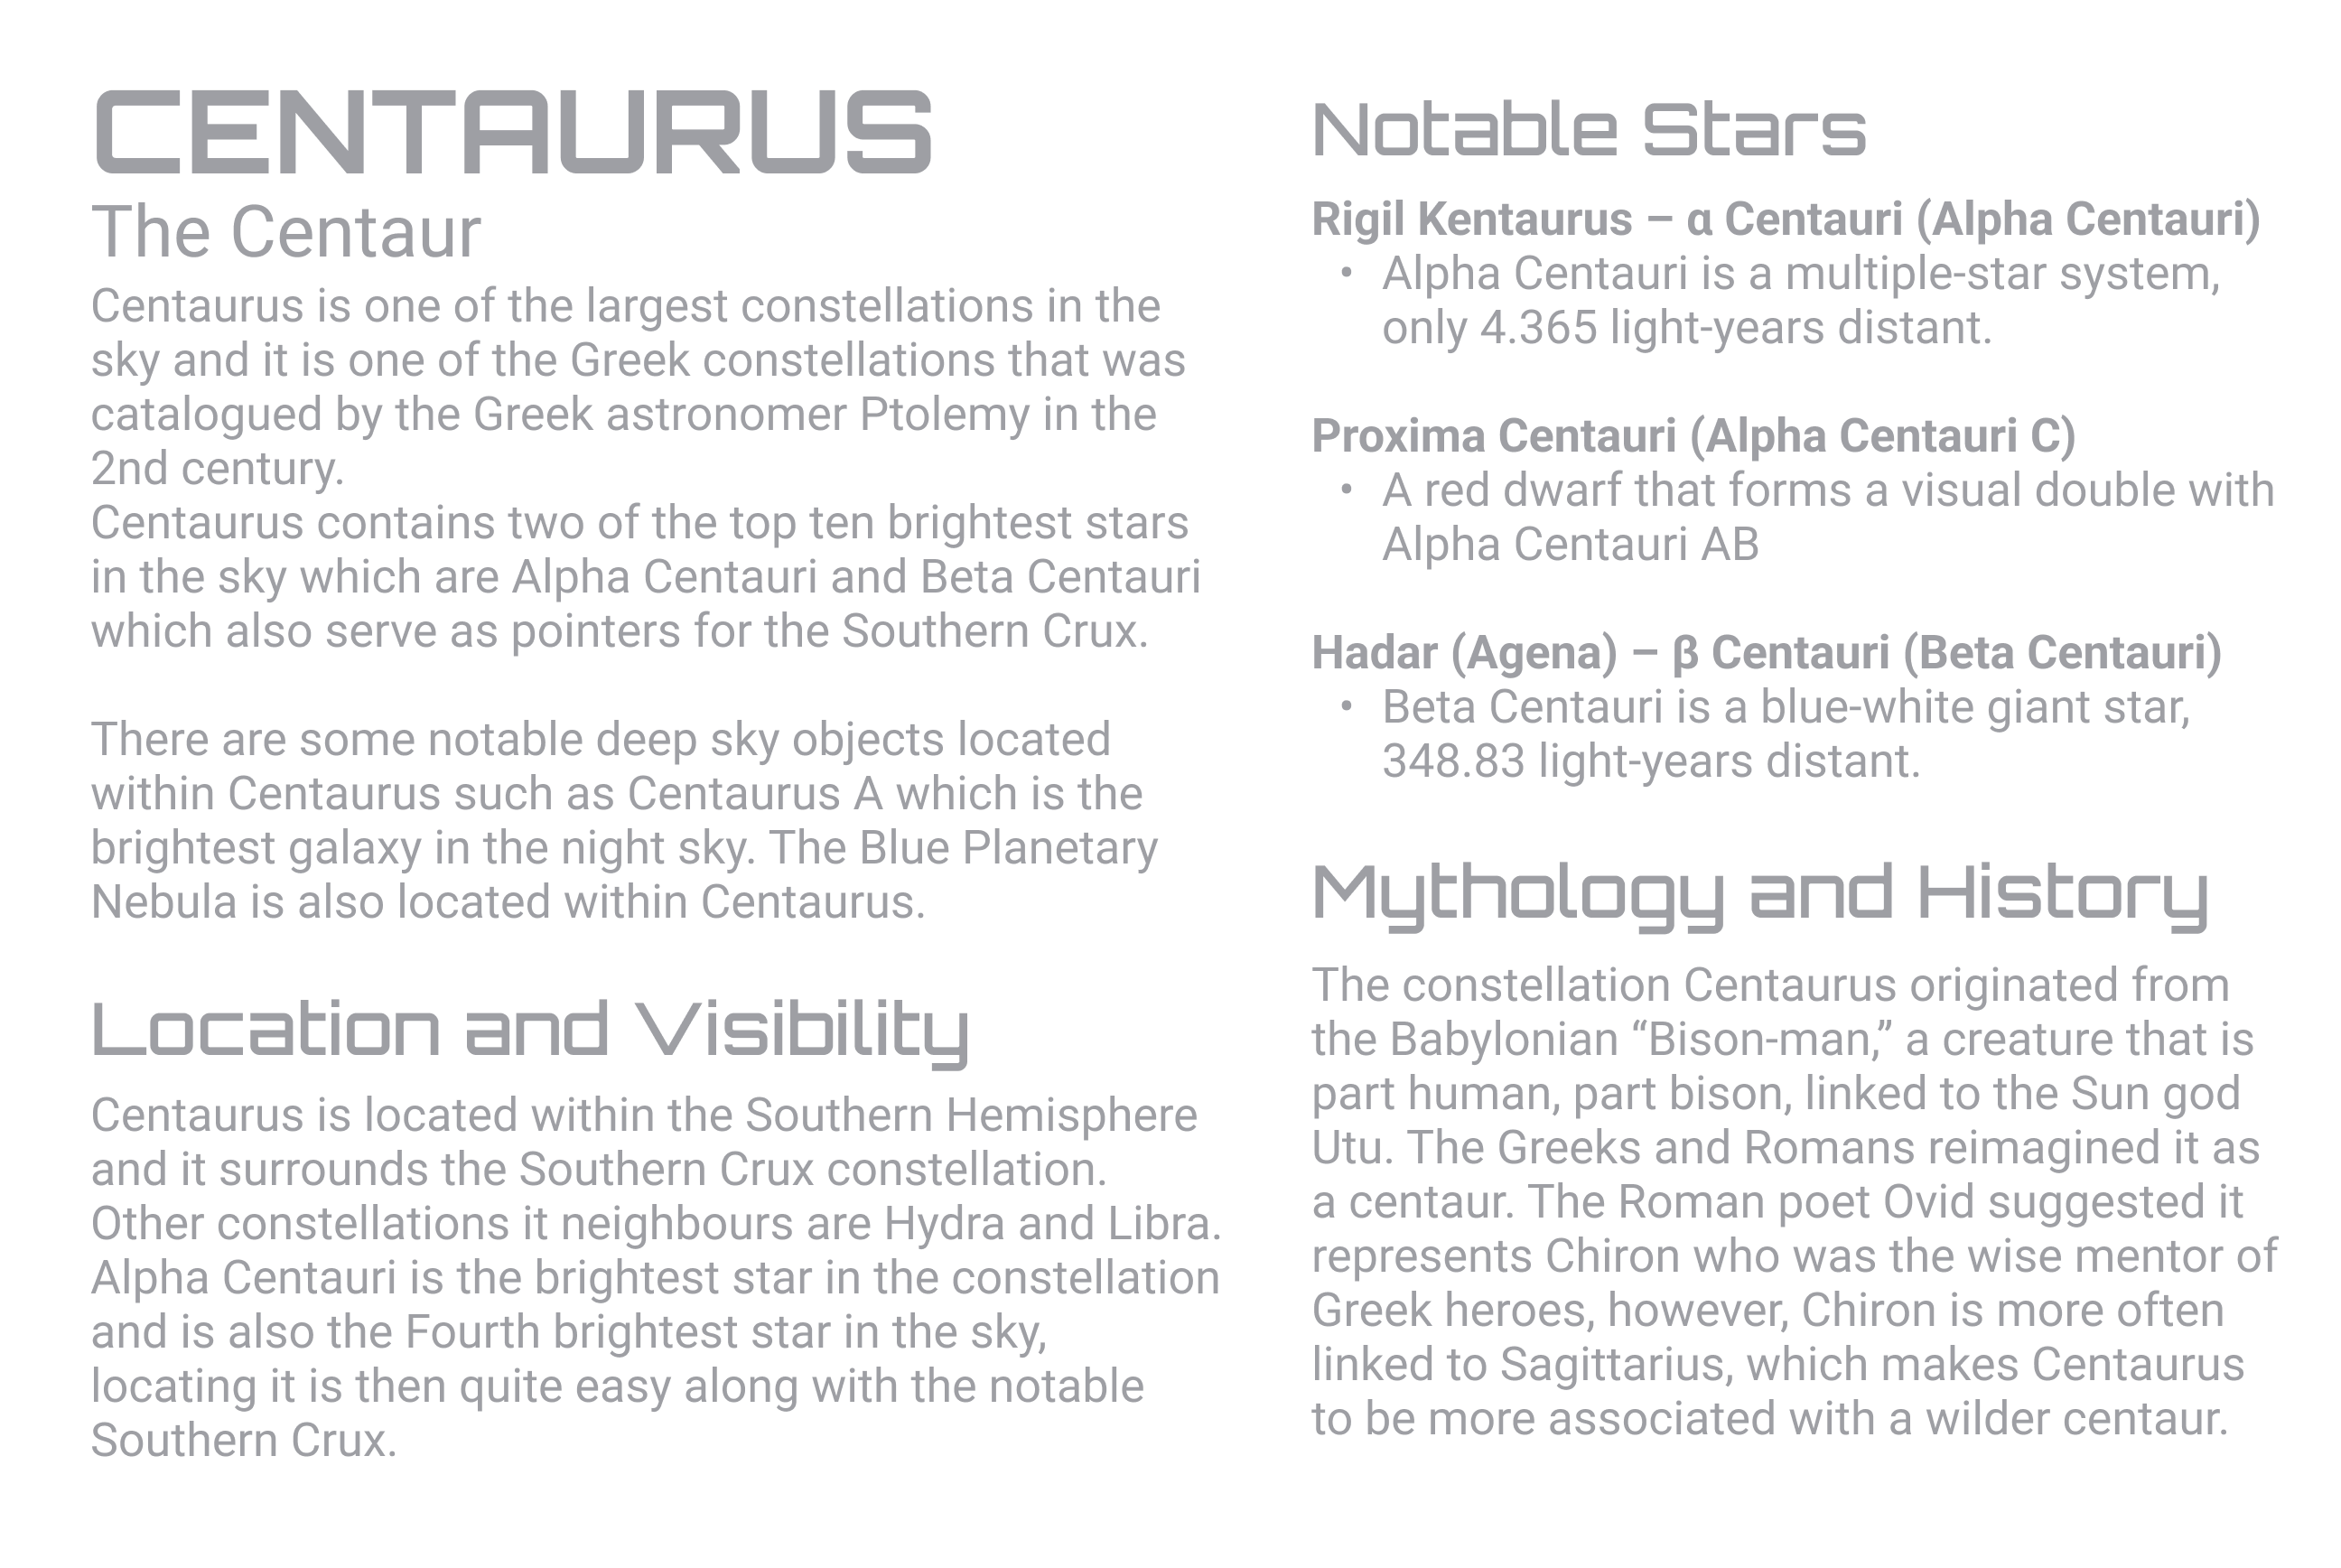 CENTAURUS
The Centaur
Centaurus is one of the largest constellations in the
sky and it is one of the Greek constellations that was
catalogued by the Greek astronomer Ptolemy in the
2nd century.
Centaurus contains two of the top ten brightest stars
in the sky which are Alpha Centauri and Beta Centauri
which also serve as pointers for the Southern Crux.
There are some notable deep sky objects located
within Centaurus such as Centaurus A which is the
brightest galaxy in the night sky. The Blue Planetary
Nebula is also located within Centaurus.
Location and Visibility
Centaurus is located within the Southern Hemisphere
and it surrounds the Southern Crux constellation.
Other constellations it neighbours are Hydra and Libra.
Alpha Centauri is the brightest star in the constellation
and is also the Fourth brightest star in the sky,
locating it is then quite easy along with the notable
Southern Crux.
Notable Stars
Rigil Kentaurus – α Centauri (Alpha Centauri)
• Alpha Centauri is a multiple-star system,
only 4.365 light-years distant.
Proxima Centauri (Alpha Centauri C)
• A red dwarf that forms a visual double with
Alpha Centauri AB
Hadar (Agena) – β Centauri (Beta Centauri)
• Beta Centauri is a blue-white giant star,
348.83 light-years distant.
Mythology and History
The constellation Centaurus originated from
the Babylonian “Bison-man,” a creature that is
part human, part bison, linked to the Sun god
Utu. The Greeks and Romans reimagined it as
a centaur. The Roman poet Ovid suggested it
represents Chiron who was the wise mentor of
Greek heroes, however, Chiron is more often
linked to Sagittarius, which makes Centaurus
to be more associated with a wilder centaur.